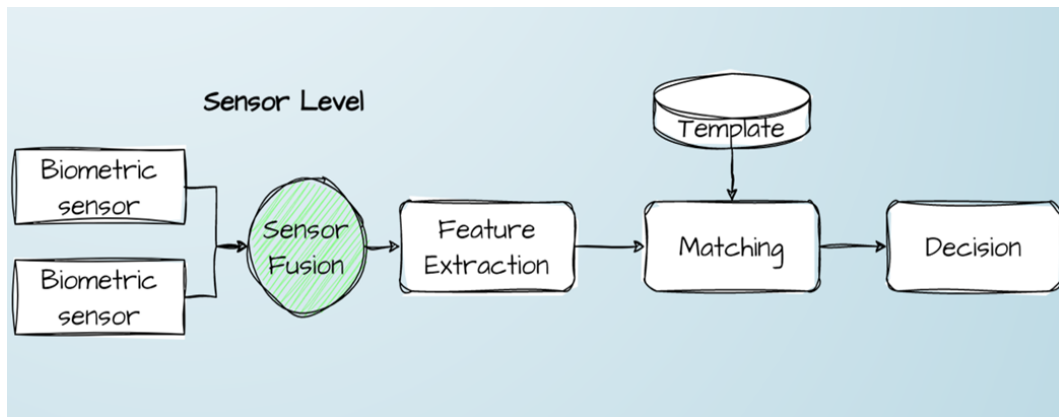 Sensor Level
Template
Biometric
sensor
Biometric
sensor
Sensor
Fusion
Feature
Extraction
Matching
Decision